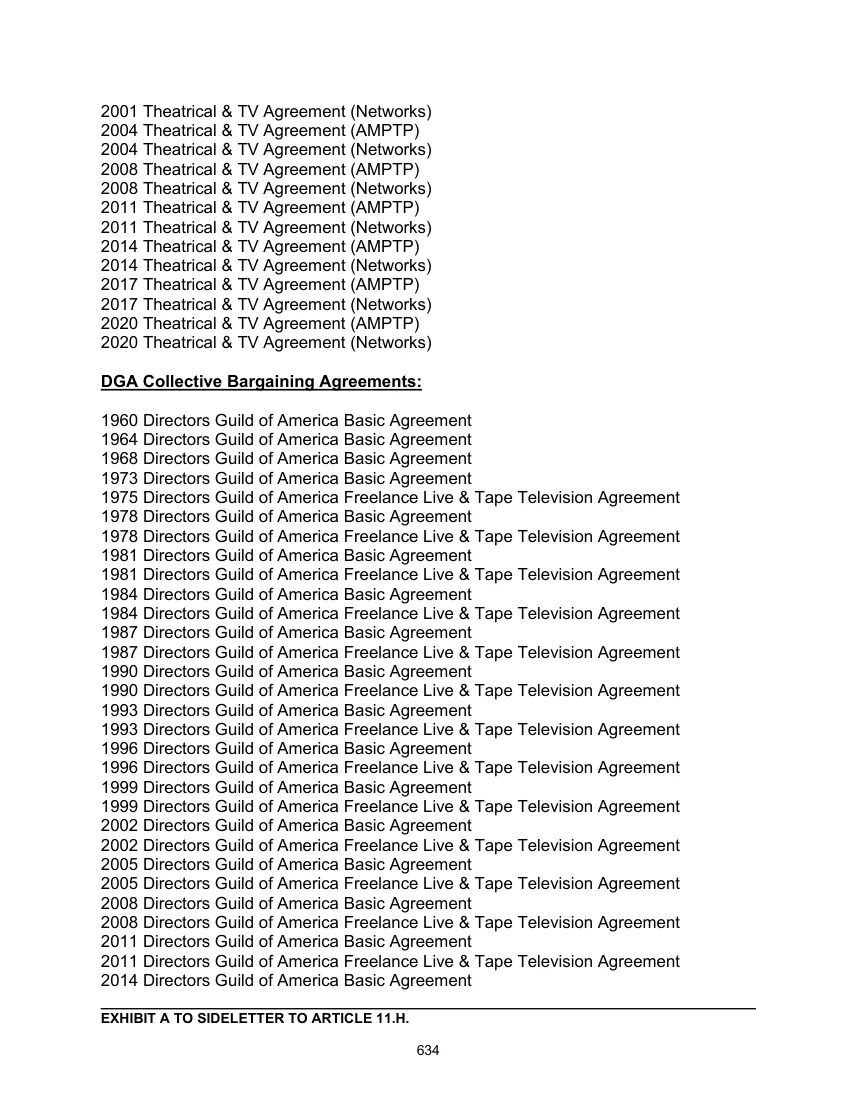 2001 Theatrical & TV Agreement (Networks)
2004 Theatrical & TV Agreement (AMPTP)
2004 Theatrical & TV Agreement (Networks)
2008 Theatrical & TV Agreement (AMPTP)
2008 Theatrical & TV Agreement (Networks)
2011 Theatrical & TV Agreement (AMPTP)
2011 Theatrical & TV Agreement (Networks)
2014 Theatrical & TV Agreement (AMPTP)
2014 Theatrical & TV Agreement (Networks)
2017 Theatrical & TV Agreement (AMPTP)
2017 Theatrical & TV Agreement (Networks)
2020 Theatrical & TV Agreement (AMPTP)
2020 Theatrical & TV Agreement (Networks)
DGA Collective Bargaining Agreements:
1960 Directors Guild of America Basic Agreement
1964 Directors Guild of America Basic Agreement
1968 Directors Guild of America Basic Agreement
1973 Directors Guild of America Basic Agreement
1975 Directors Guild of America Freelance Live & Tape Television Agreement
1978 Directors Guild of America Basic Agreement
1978 Directors Guild of America Freelance Live & Tape Television Agreement
1981 Directors Guild of America Basic Agreement
1981 Directors Guild of America Freelance Live & Tape Television Agreement
1984 Directors Guild of America Basic Agreement
1984 Directors Guild of America Freelance Live & Tape Television Agreement
1987 Directors Guild of America Basic Agreement
1987 Directors Guild of America Freelance Live & Tape Television Agreement
1990 Directors Guild of America Basic Agreement
1990 Directors Guild of America Freelance Live & Tape Television Agreement
1993 Directors Guild of America Basic Agreement
1993 Directors Guild of America Freelance Live & Tape Television Agreement
1996 Directors Guild of America Basic Agreement
1996 Directors Guild of America Freelance Live & Tape Television Agreement
1999 Directors Guild of America Basic Agreement
1999 Directors Guild of America Freelance Live & Tape Television Agreement
2002 Directors Guild of America Basic Agreement
2002 Directors Guild of America Freelance Live & Tape Television Agreement
2005 Directors Guild of America Basic Agreement
2005 Directors Guild of America Freelance Live & Tape Television Agreement
2008 Directors Guild of America Basic Agreement
2008 Directors Guild of America Freelance Live & Tape Television Agreement
2011 Directors Guild of America Basic Agreement
2011 Directors Guild of America Freelance Live & Tape Television Agreement
2014 Directors Guild of America Basic Agreement
EXHIBIT A TO SIDELETTER TO ARTICLE 11.H.
634